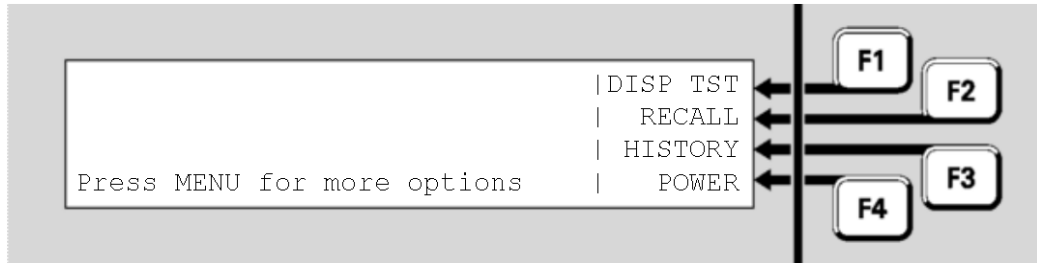 |DISP TST
| RECALL
| HISTORY
Press MENU for more options | POWER
F1
F2
F3
F4